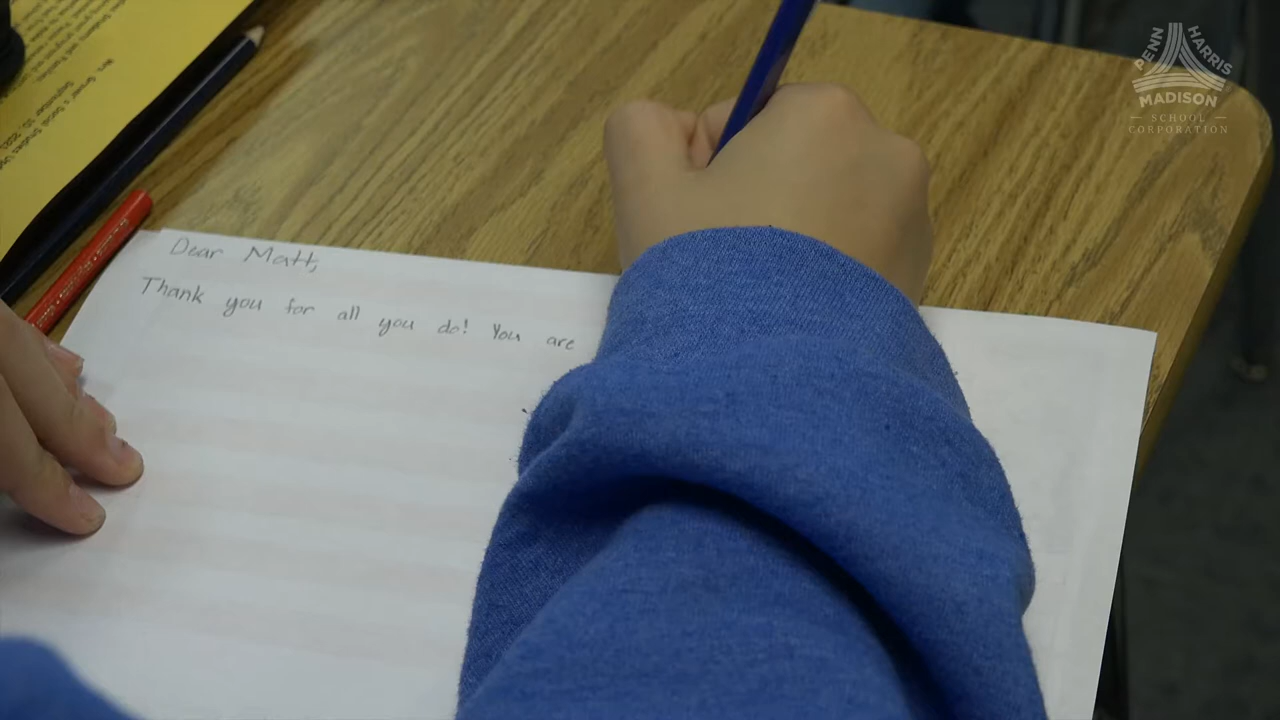 PENN HARRIS
MADISON
SCHOOL
CORPORATION
Dear Matt,
Thank you for all you do! You are